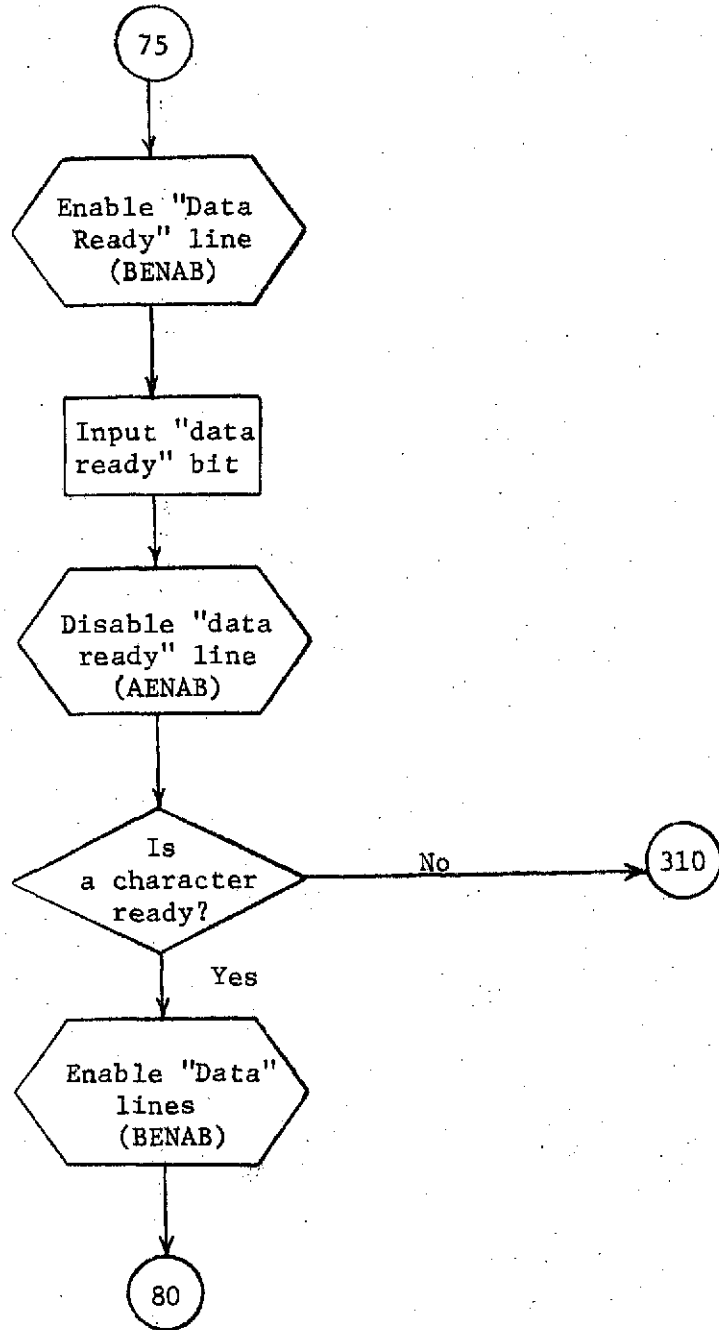 75
Enable "Data
Ready" line
(BENAB)
Input "data
ready" bit
Disable "data
ready" line
(AENAB)
Is
a character
ready?
No
310
Yes
Enable "Data"
lines
(BENAB)
80